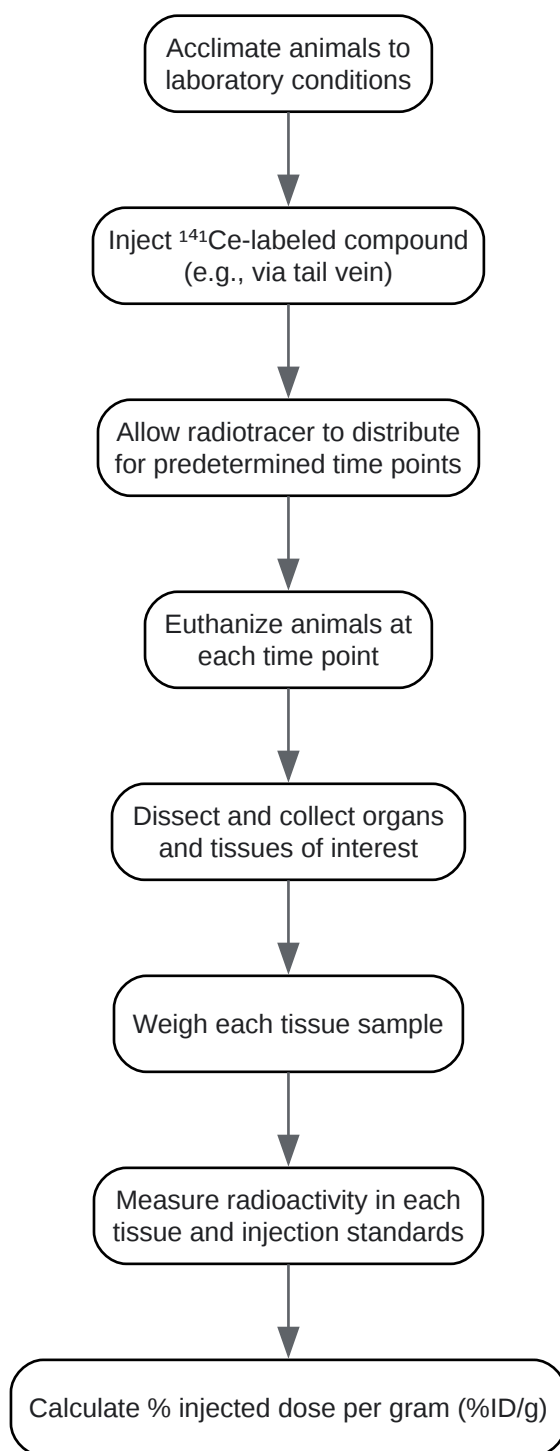 Acclimate animals to
laboratory conditions
Inject ¹⁴¹Ce-labeled compound
(e.g., via tail vein)
Allow radiotracer to distribute
for predetermined time points
Euthanize animals at
each time point
Dissect and collect organs
and tissues of interest
Weigh each tissue sample
Measure radioactivity in each
tissue and injection standards
Calculate % injected dose per gram (%ID/g)